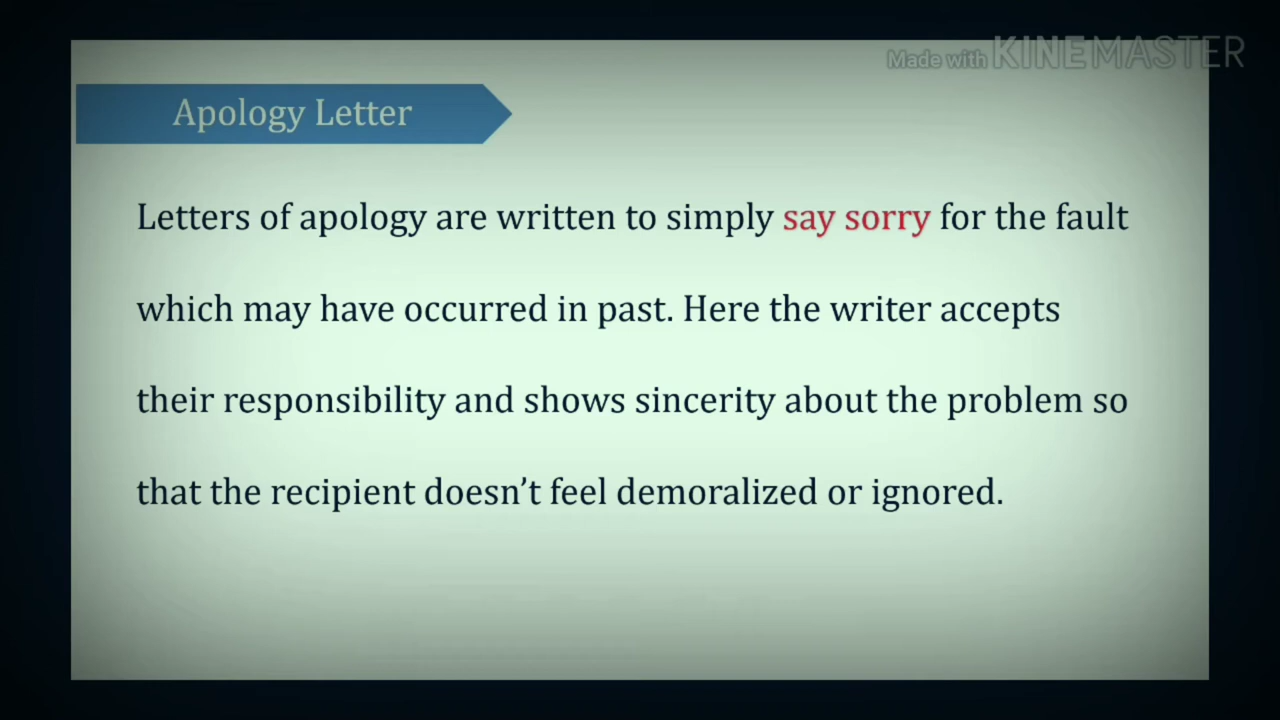 Made with KINEMASTER
Apology Letter
Letters of apology are written to simply say sorry for the fault
which may have occurred in past. Here the writer accepts
their responsibility and shows sincerity about the problem so
that the recipient doesn't feel demoralized or ignored.